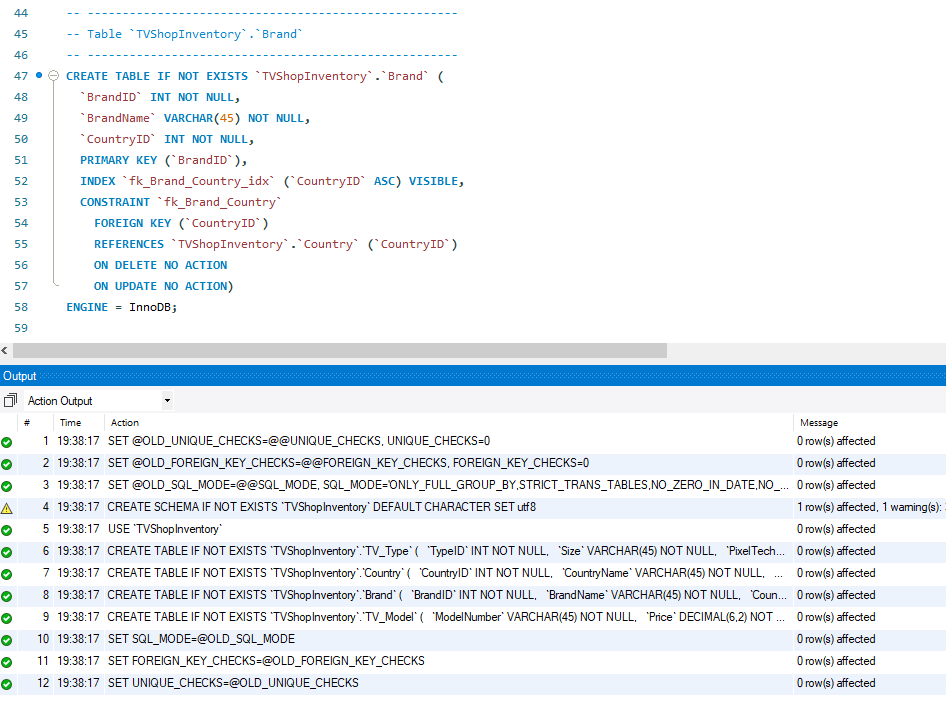 44 -- -----------------------------------------------------
45 -- Table `TVShopInventory`.`Brand`
46 -- -----------------------------------------------------
47 CREATE TABLE IF NOT EXISTS `TVShopInventory`.`Brand` (
48 `BrandID` INT NOT NULL,
49 `BrandName` VARCHAR(45) NOT NULL,
50 `CountryID` INT NOT NULL,
51 PRIMARY KEY (`BrandID`),
52 INDEX `fk_Brand_Country_idx` (`CountryID` ASC) VISIBLE,
53 CONSTRAINT `fk_Brand_Country`
54 FOREIGN KEY (`CountryID`)
55 REFERENCES `TVShopInventory`.`Country` (`CountryID`)
56 ON DELETE NO ACTION
57 ON UPDATE NO ACTION)
58 ENGINE = InnoDB;
59
Output
Action Output
# Time Action Message
1 19:38:17 SET @OLD_UNIQUE_CHECKS=@@UNIQUE_CHECKS, UNIQUE_CHECKS=0 0 row(s) affected
2 19:38:17 SET @OLD_FOREIGN_KEY_CHECKS=@@FOREIGN_KEY_CHECKS, FOREIGN_KEY_CHECKS=0 0 row(s) affected
3 19:38:17 SET @OLD_SQL_MODE=@@SQL_MODE, SQL_MODE='ONLY_FULL_GROUP_BY,STRICT_TRANS_TABLES,NO_ZERO_IN_DATE,NO_... 0 row(s) affected
4 19:38:17 CREATE SCHEMA IF NOT EXISTS `TVShopInventory` DEFAULT CHARACTER SET utf8 1 row(s) affected, 1 warning(s):
5 19:38:17 USE `TVShopInventory` 0 row(s) affected
6 19:38:17 CREATE TABLE IF NOT EXISTS `TVShopInventory`.`TV_Type` ( `TypeID` INT NOT NULL, `Size` VARCHAR(45) NOT NULL, `PixelTech... 0 row(s) affected
7 19:38:17 CREATE TABLE IF NOT EXISTS `TVShopInventory`.`Country` ( `CountryID` INT NOT NULL, `CountryName` VARCHAR(45) NOT NULL, ... 0 row(s) affected
8 19:38:17 CREATE TABLE IF NOT EXISTS `TVShopInventory`.`Brand` ( `BrandID` INT NOT NULL, `BrandName` VARCHAR(45) NOT NULL, `Coun... 0 row(s) affected
9 19:38:17 CREATE TABLE IF NOT EXISTS `TVShopInventory`.`TV_Model` ( `ModelNumber` VARCHAR(45) NOT NULL, `Price` DECIMAL(6,2) NOT ... 0 row(s) affected
10 19:38:17 SET SQL_MODE=@OLD_SQL_MODE 0 row(s) affected
11 19:38:17 SET FOREIGN_KEY_CHECKS=@OLD_FOREIGN_KEY_CHECKS 0 row(s) affected
12 19:38:17 SET UNIQUE_CHECKS=@OLD_UNIQUE_CHECKS 0 row(s) affected